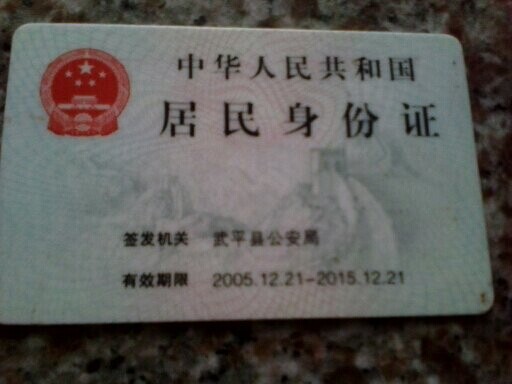 中华人民共和国
居民身份证
签发机关 武平县公安局
有效期限 2005.12.21-2015.12.21